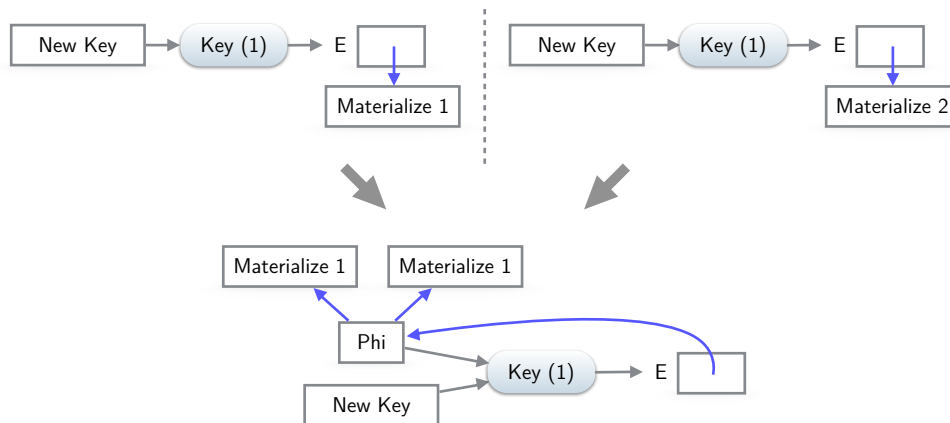 New Key Key (1) E New Key Key (1) E
Materialize 1 Materialize 2
Materialize 1 Materialize 1
Phi
Key (1) E
New Key